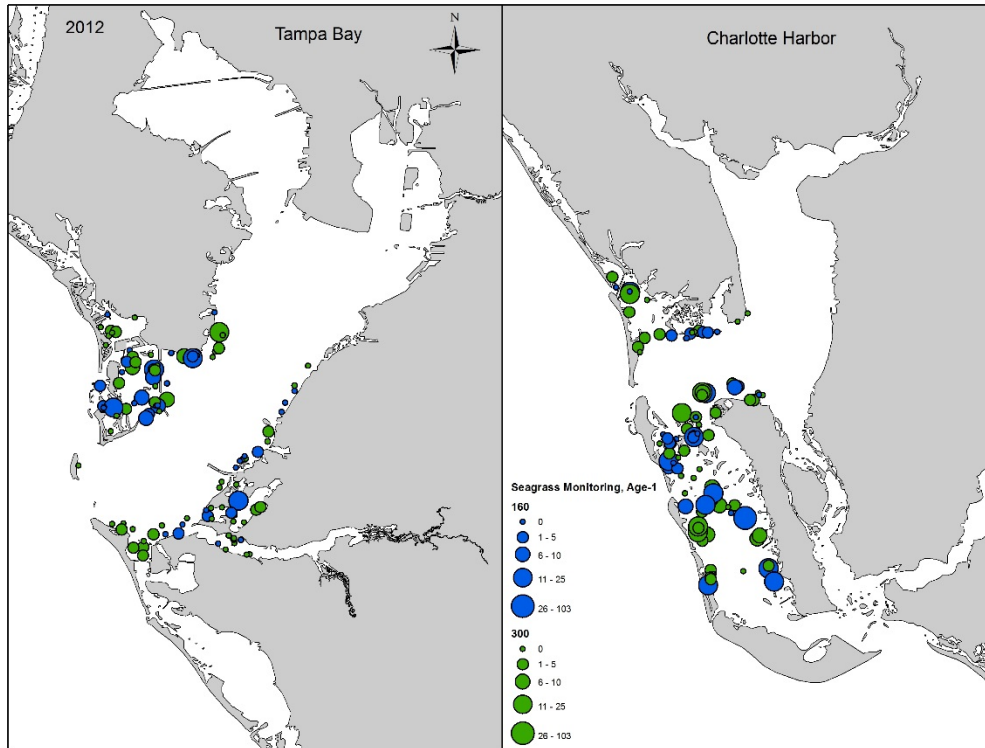 2012
Tampa Bay
N
Charlotte Harbor
Seagrass Monitoring, Age-1
160
0
1 - 5
6 - 10
11 - 25
26 - 103
300
0
1 - 5
6 - 10
11 - 25
26 - 103